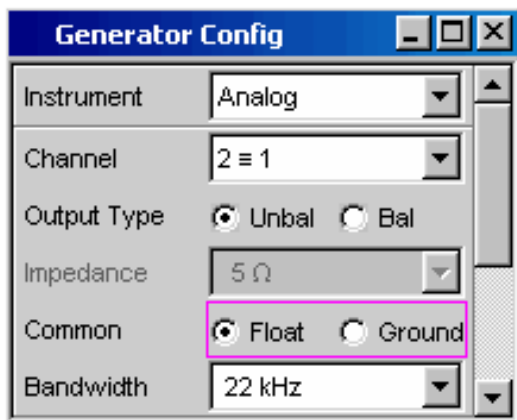 Generator Config
Instrument Analog
Channel 2 ≡ 1
Output Type Unbal Bal
Impedance 5 Ω
Common Float Ground
Bandwidth 22 kHz